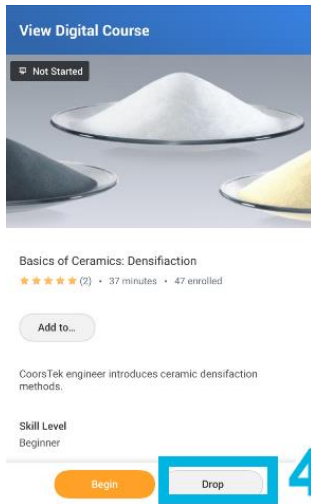 View Digital Course
Not Started
Basics of Ceramics: Densifiaction
(2) • 37 minutes • 47 enrolled
Add to...
CoorsTek engineer introduces ceramic densifaction
methods.
Skill Level
Beginner
Begin Drop 4